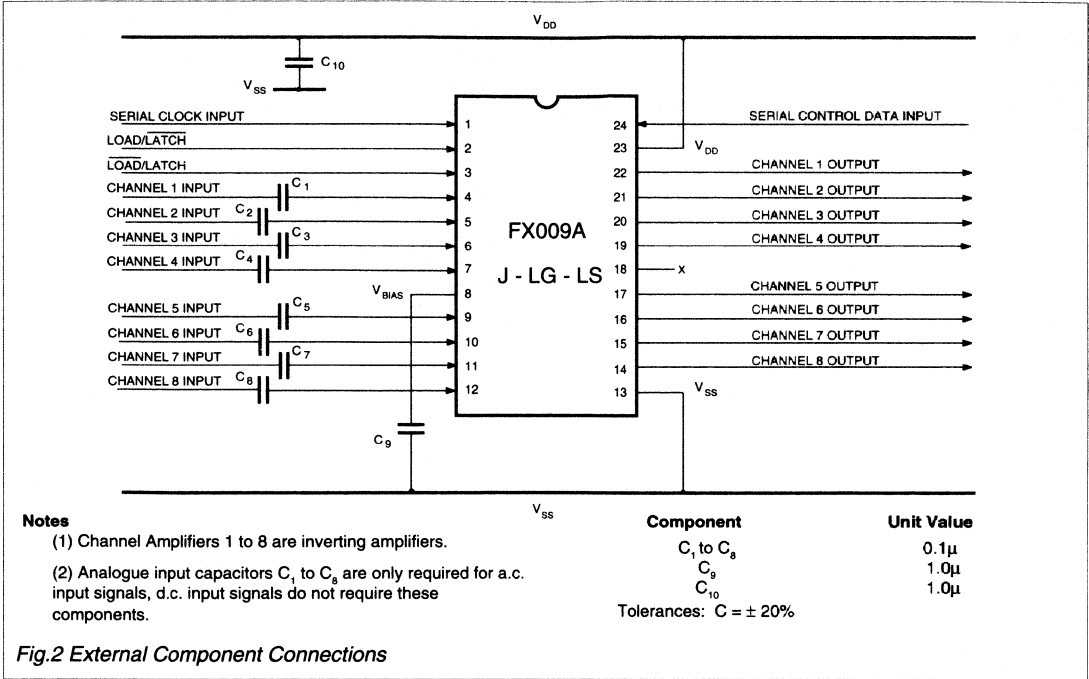 V_DD
C_10
V_SS
SERIAL CLOCK INPUT
LOAD/LATCH
LOAD/LATCH
CHANNEL 1 INPUT C_1
CHANNEL 2 INPUT C_2
CHANNEL 3 INPUT C_3
CHANNEL 4 INPUT C_4
V_BIAS
CHANNEL 5 INPUT C_5
CHANNEL 6 INPUT C_6
CHANNEL 7 INPUT C_7
CHANNEL 8 INPUT C_8
C_9
1
2
3
4
5
6
7
8
9
10
11
12
FX009A
J - LG - LS
24
23
22
21
20
19
18
17
16
15
14
13
SERIAL CONTROL DATA INPUT
V_DD
CHANNEL 1 OUTPUT
CHANNEL 2 OUTPUT
CHANNEL 3 OUTPUT
CHANNEL 4 OUTPUT
x
CHANNEL 5 OUTPUT
CHANNEL 6 OUTPUT
CHANNEL 7 OUTPUT
CHANNEL 8 OUTPUT
V_SS
V_SS
Notes
(1) Channel Amplifiers 1 to 8 are inverting amplifiers.
(2) Analogue input capacitors C_1 to C_8 are only required for a.c.
input signals, d.c. input signals do not require these
components.
Component Unit Value
C_1 to C_8 0.1µ
C_9 1.0µ
C_10 1.0µ
Tolerances: C = ± 20%
Fig.2 External Component Connections